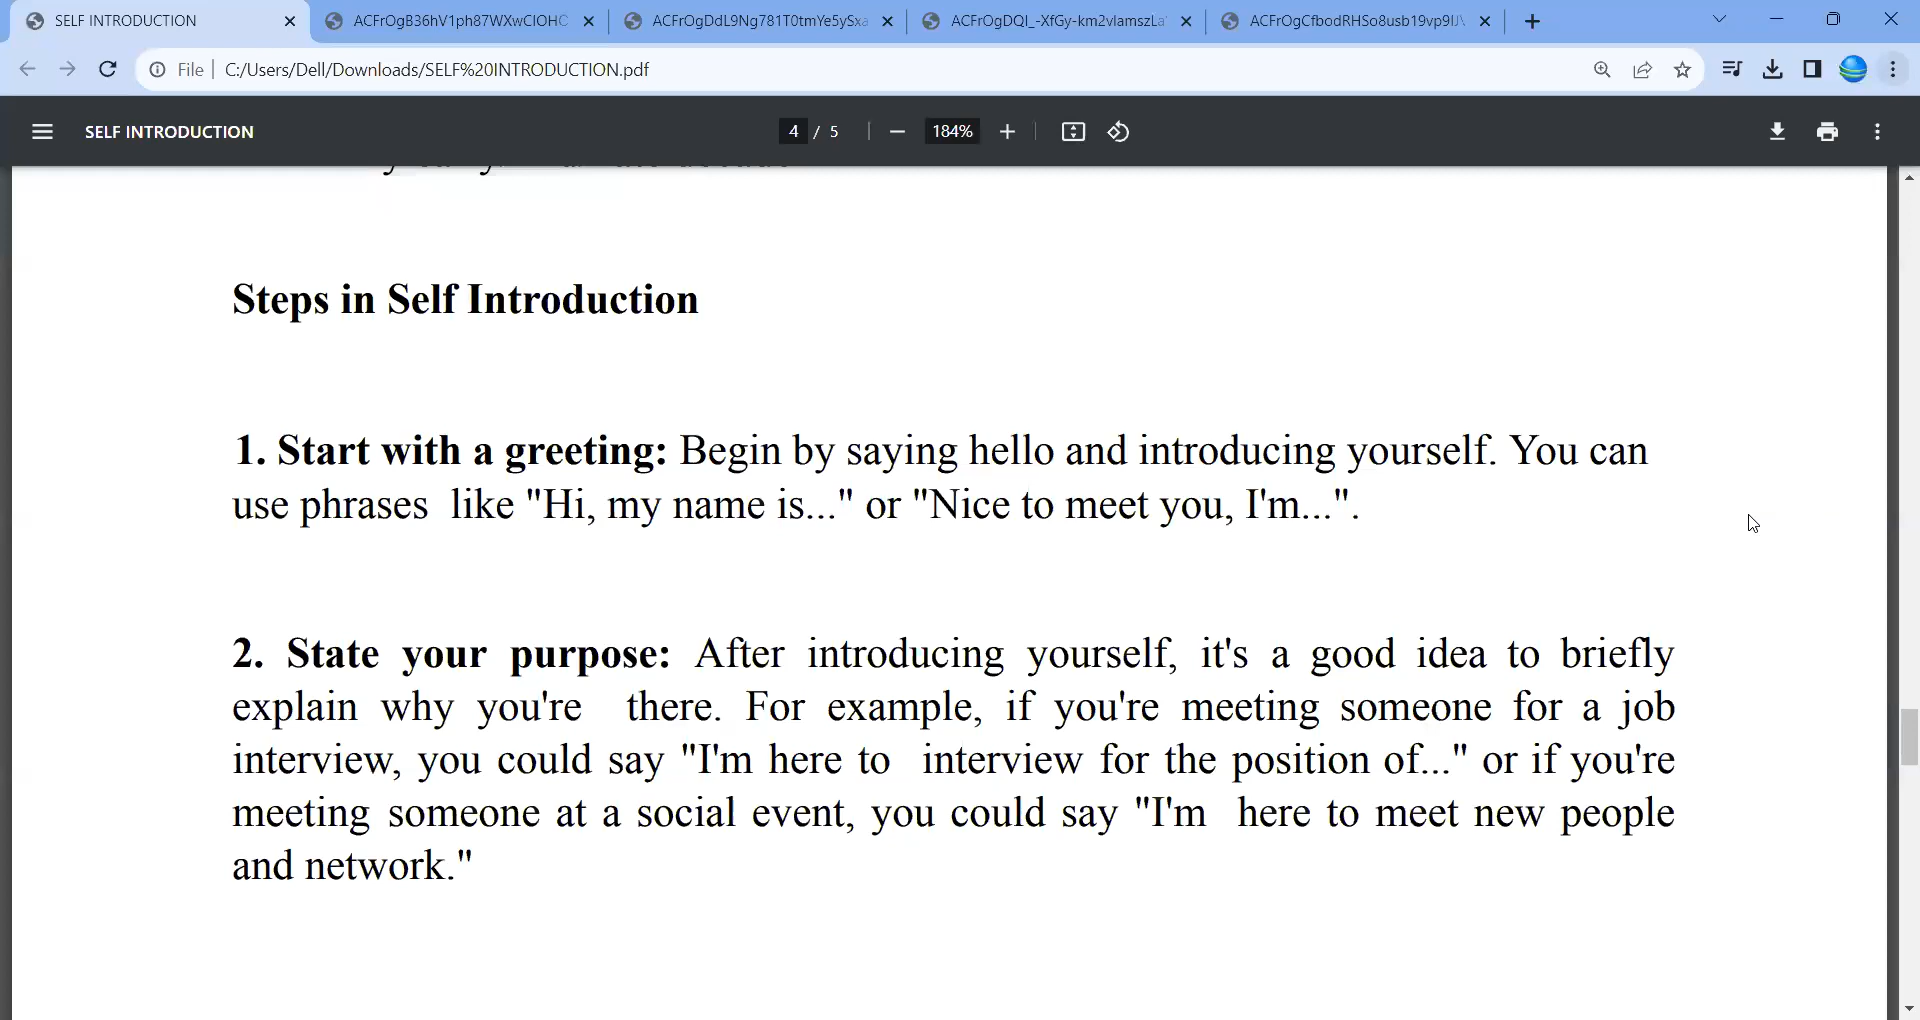 SELF INTRODUCTION
ACFrOgB36hV1ph87WXwCIOHC
ACFrOgDdL9Ng781T0tmYe5ySxa
ACFrOgDQI_-XfGy-km2vlamszLa
ACFrOgCfbodRHSo8usb19vp9IJ
File
C:/Users/Dell/Downloads/SELF%20INTRODUCTION.pdf
SELF INTRODUCTION
4 / 5
184%
Steps in Self Introduction
1. Start with a greeting: Begin by saying hello and introducing yourself. You can
use phrases like "Hi, my name is..." or "Nice to meet you, I'm...".
2. State your purpose: After introducing yourself, it's a good idea to briefly
explain why you're there. For example, if you're meeting someone for a job
interview, you could say "I'm here to interview for the position of..." or if you're
meeting someone at a social event, you could say "I'm here to meet new people
and network."